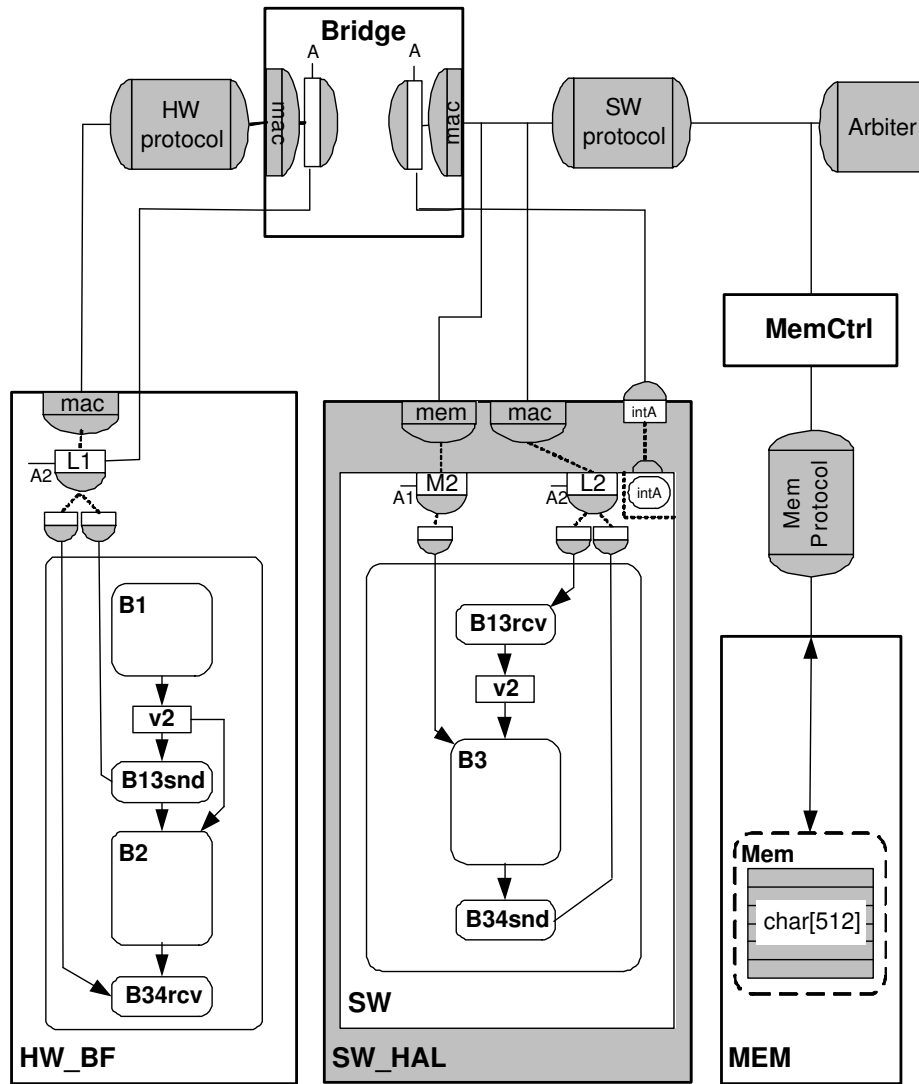 Bridge
A
A
HW
protocol
mac
mac
SW
protocol
Arbiter
MemCtrl
mac
mem
mac
intA
L1
A2
M2
A1
L2
A2
intA
Mem
Protocol
B1
v2
B13snd
B2
B34rcv
B13rcv
v2
B3
B34snd
Mem
char[512]
SW
HW_BF
SW_HAL
MEM